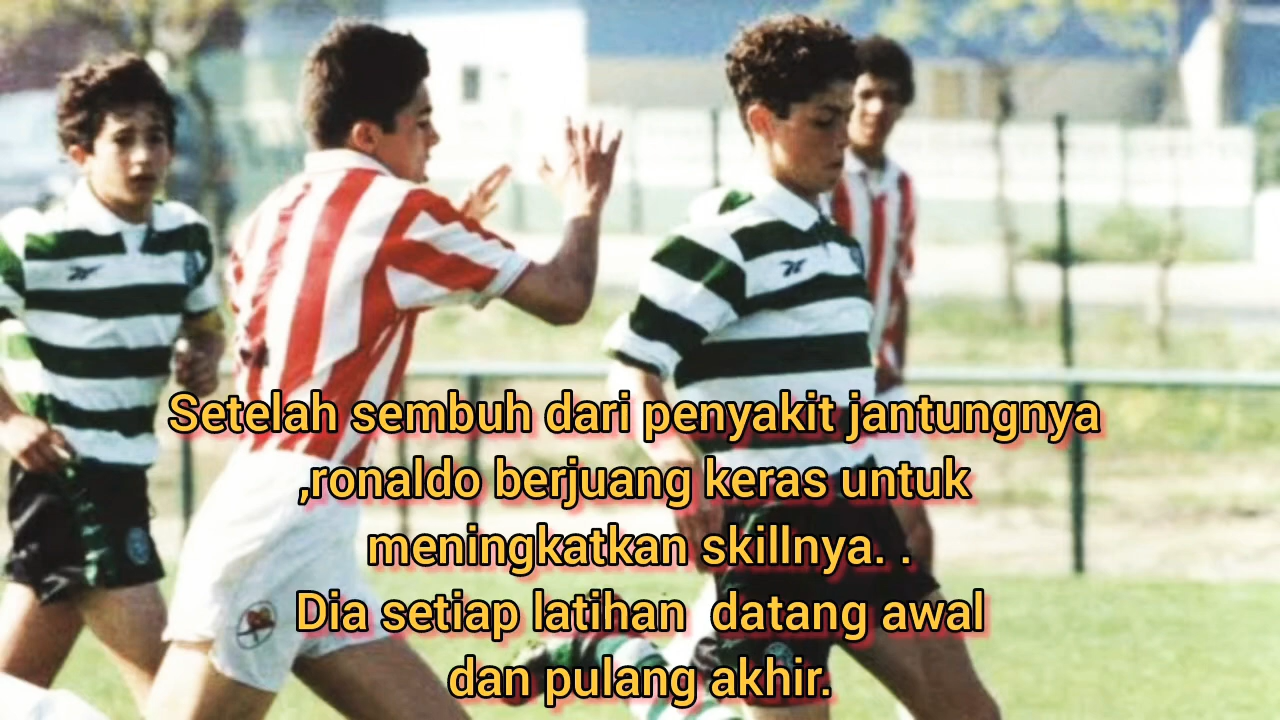 Setelah sembuh dari penyakit jantungnya
,ronaldo berjuang keras untuk
meningkatkan skillnya. .
Dia setiap latihan  datang awal
dan pulang akhir.